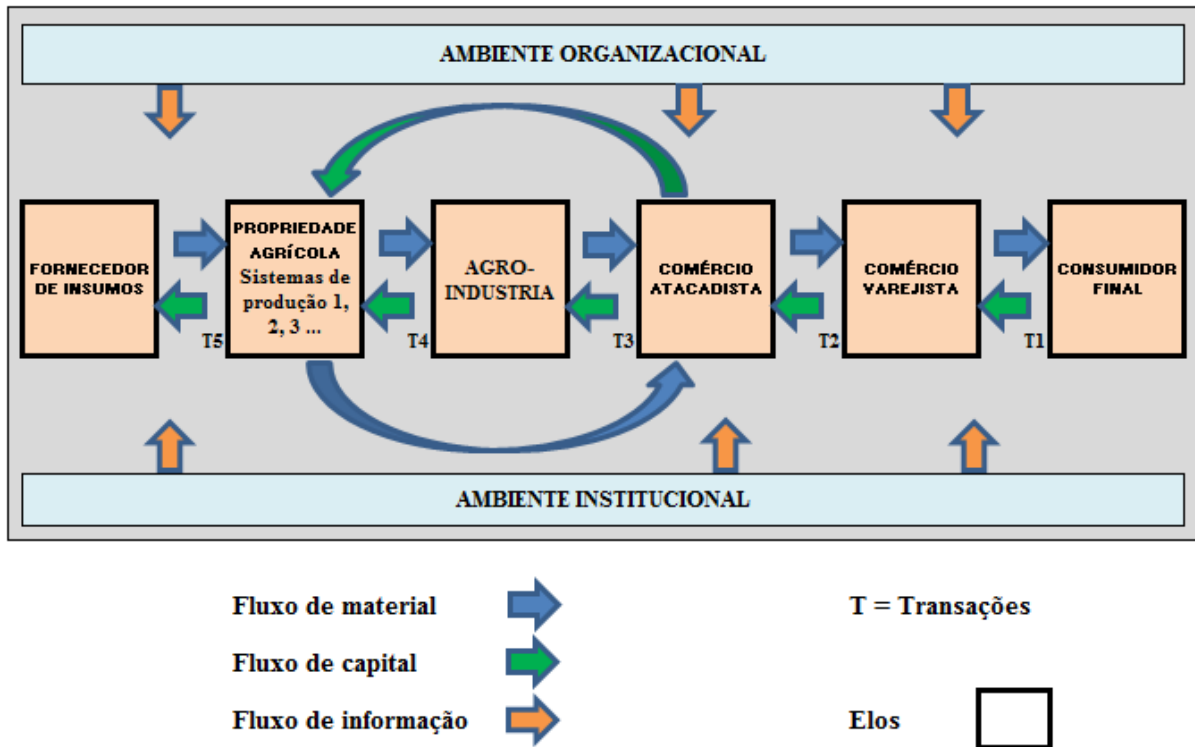 AMBIENTE ORGANIZACIONAL
FORNECEDOR
DE INSUMOS
T5
PROPRIEDADE
AGRÍCOLA
Sistemas de
produção 1,
2, 3 ...
T4
AGRO-
INDUSTRIA
T3
COMÉRCIO
ATACADISTA
T2
COMÉRCIO
VAREJISTA
T1
CONSUMIDOR
FINAL
AMBIENTE INSTITUCIONAL
Fluxo de material
T = Transações
Fluxo de capital
Fluxo de informação
Elos